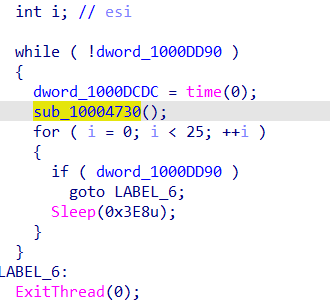 int i; // esi
while ( !dword_1000DD90 )
{
dword_1000DCDC = time(0);
sub_10004730();
for ( i = 0; i < 25; ++i )
{
if ( dword_1000DD90 )
goto LABEL_6;
Sleep(0x3E8u);
}
}
LABEL_6:
ExitThread(0);